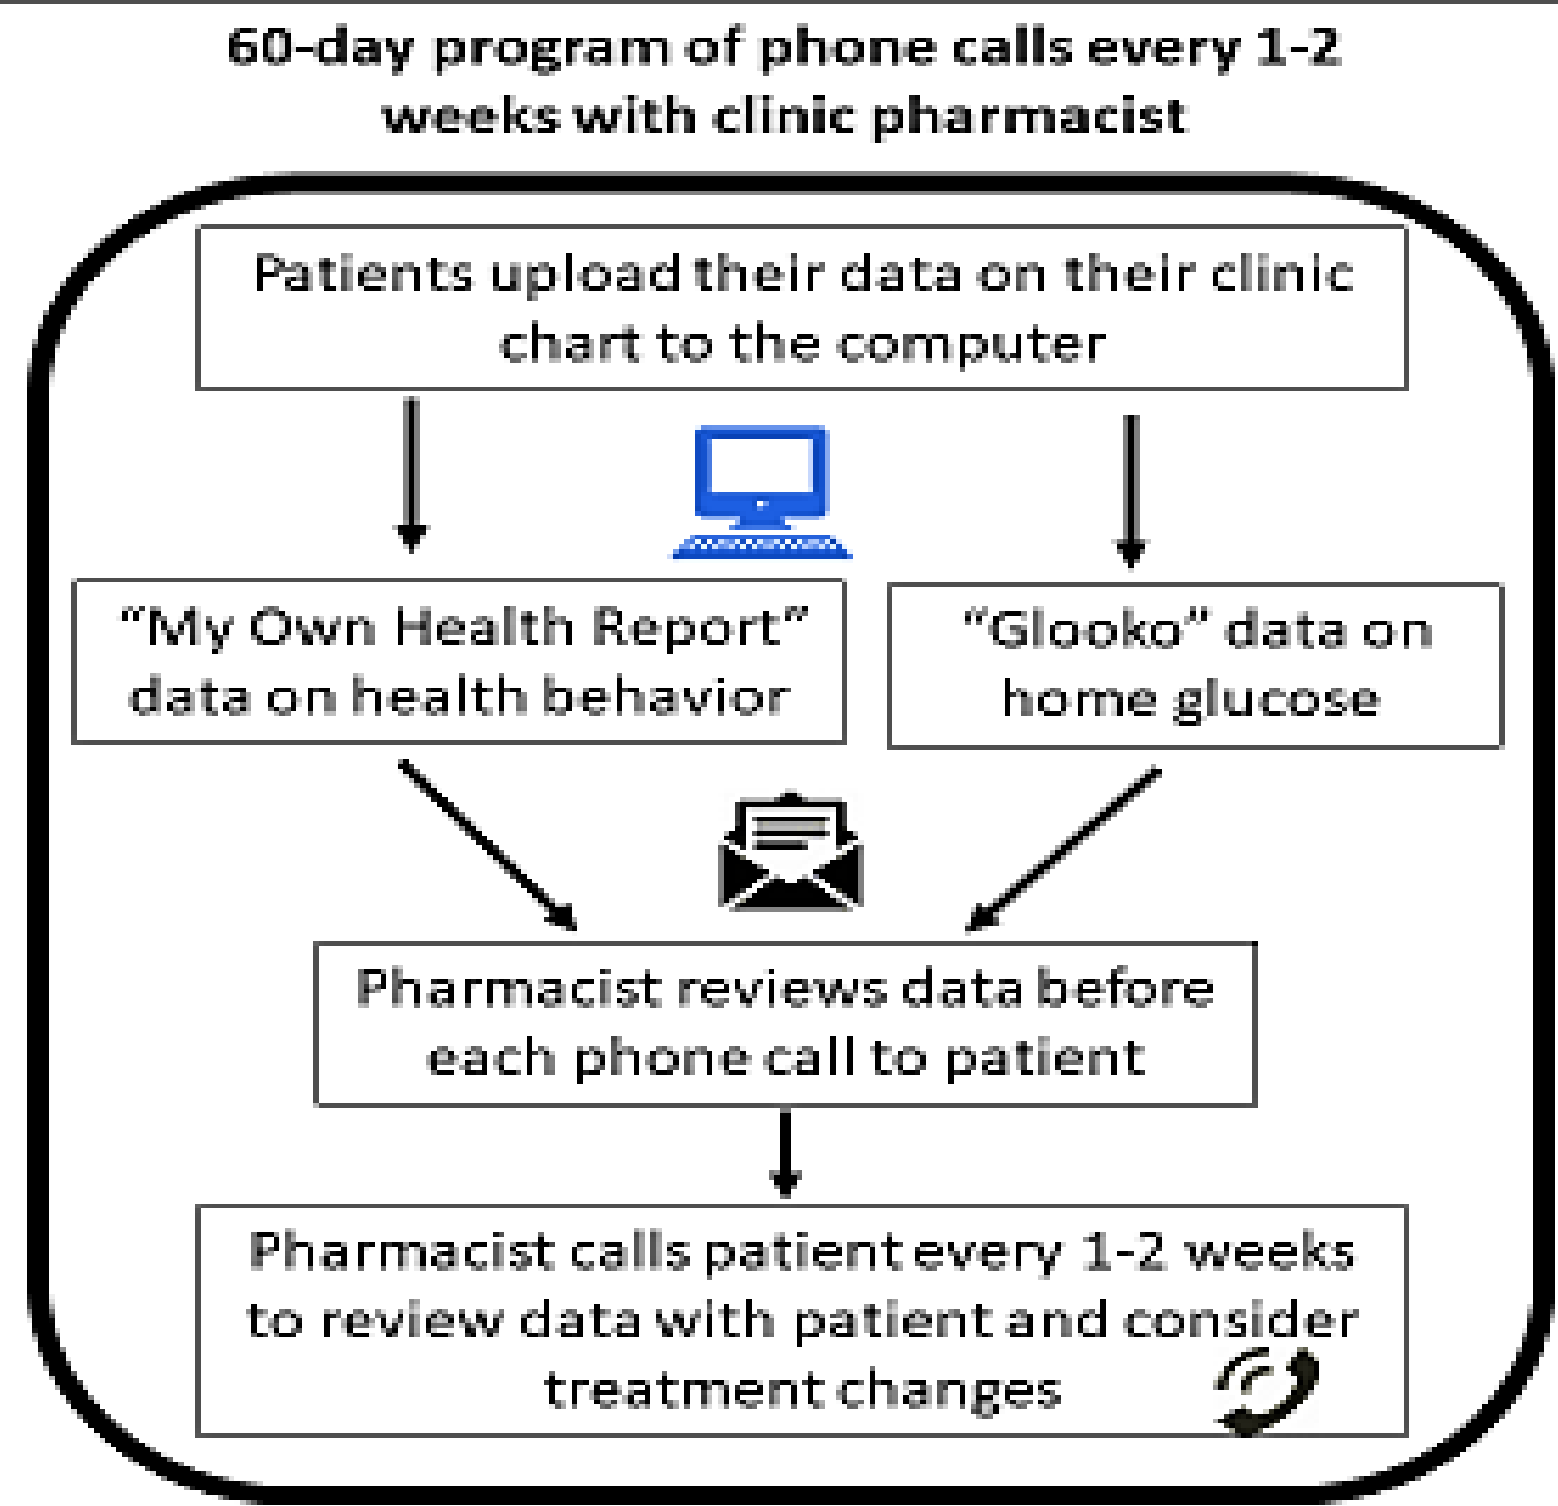 60-day program of phone calls every 1-2
weeks with clinic pharmacist
Patients upload their data on their clinic
chart to the computer
“My Own Health Report”
data on health behavior
“Glooko” data on
home glucose
Pharmacist reviews data before
each phone call to patient
Pharmacist calls patient every 1-2 weeks
to review data with patient and consider
treatment changes